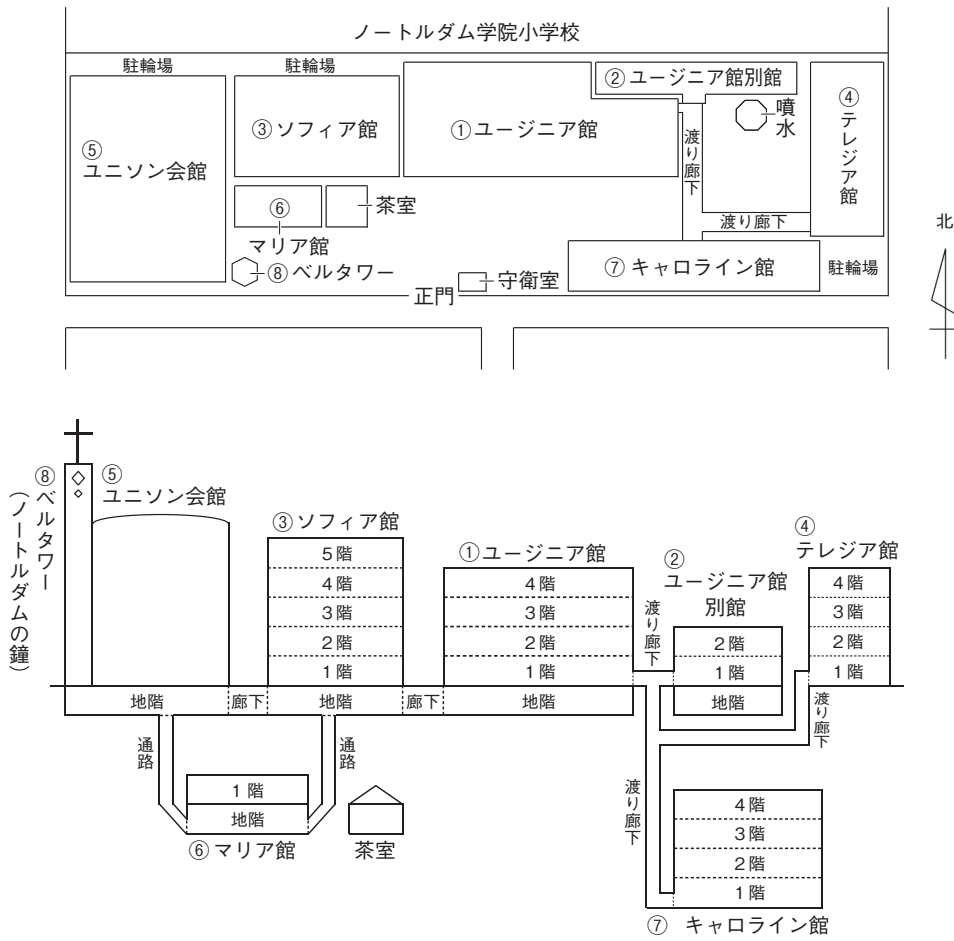 ノートルダム学院小学校
駐輪場
駐輪場
②ユージニア館別館
噴水
④テレジア館
③ソフィア館
①ユージニア館
⑤
ユニソン会館
渡り廊下
茶室
⑥
マリア館
渡り廊下
北
⑧ベルタワー
守衛室
⑦キャロライン館
駐輪場
正門
⑧ベルタワー
(ノートルダムの鐘)
⑤
ユニソン会館
③ソフィア館
5階
4階
3階
2階
1階
①ユージニア館
4階
3階
2階
1階
渡り廊下
②
ユージニア館
別館
2階
1階
地階
④
テレジア館
4階
3階
2階
1階
地階
廊下
地階
廊下
地階
渡り廊下
通路
通路
1階
地階
⑥マリア館
茶室
渡り廊下
4階
3階
2階
1階
⑦ キャロライン館